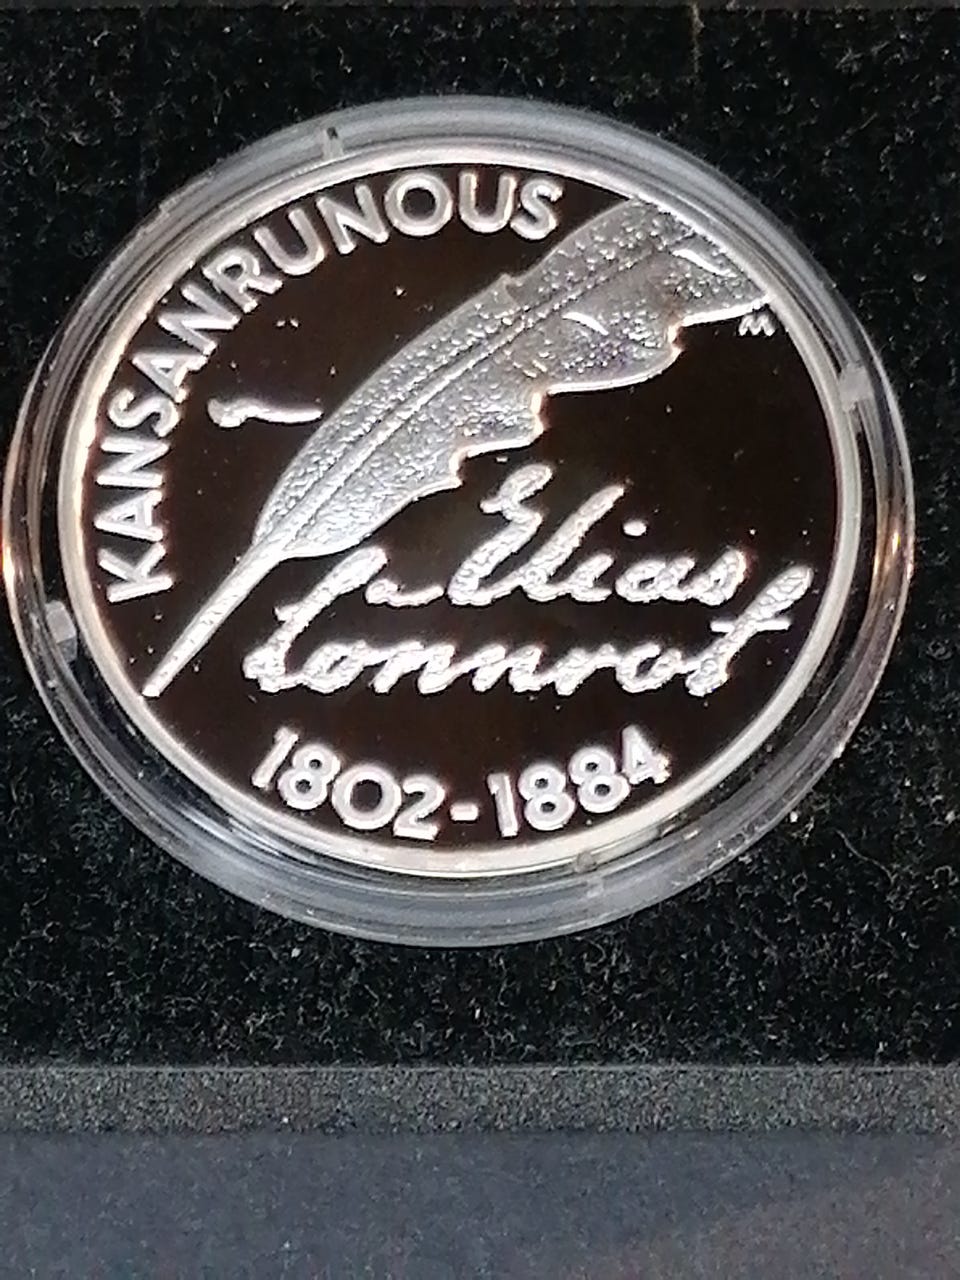 KANSANRUNOUS
M
Elias
Lönnrot
1802-1884